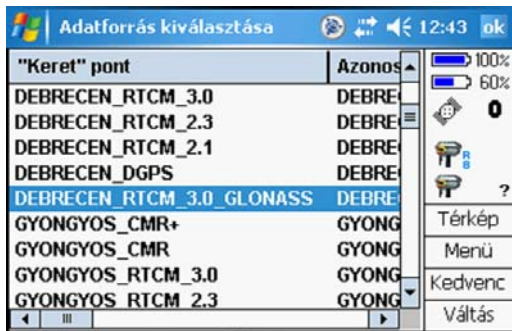 Adatforrás kiválasztása 12:43 ok
"Keret" pont Azonos
100%
60%
DEBRECEN_RTCM_3.0 DEBRE
DEBRECEN_RTCM_2.3 DEBRE
0
DEBRECEN_RTCM_2.1 DEBRE
DEBRECEN_DGPS DEBRE
R
8
DEBRECEN_RTCM_3.0_GLONASS DEBRE
?
GYONGYOS_CMR+ GYONG
Térkép
GYONGYOS_CMR GYONG
Menü
GYONGYOS_RTCM_3.0 GYONG
Kedvenc
GYONGYOS_RTCM_2.3 GYONG
Váltás